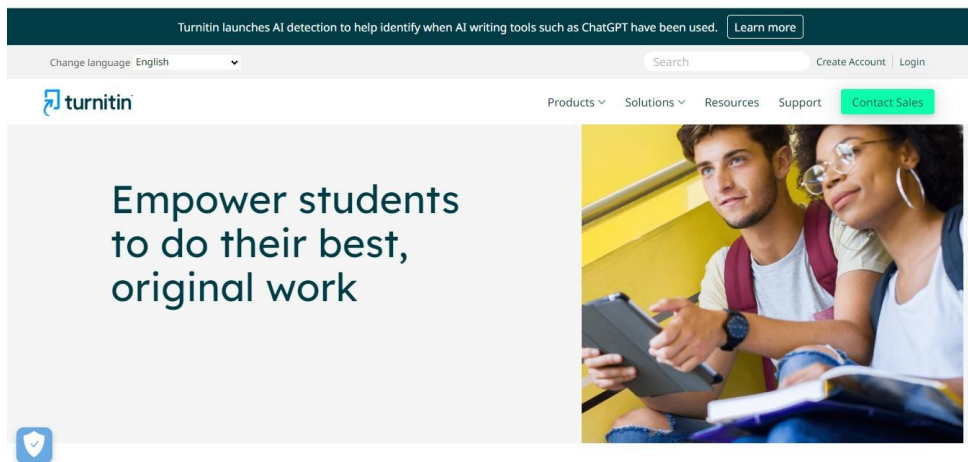 Turnitin launches AI detection to help identify when AI writing tools such as ChatGPT have been used. Learn more
Change language English Search Create Account Login
turnitin Products Solutions Resources Support Contact Sales
Empower students
to do their best,
original work